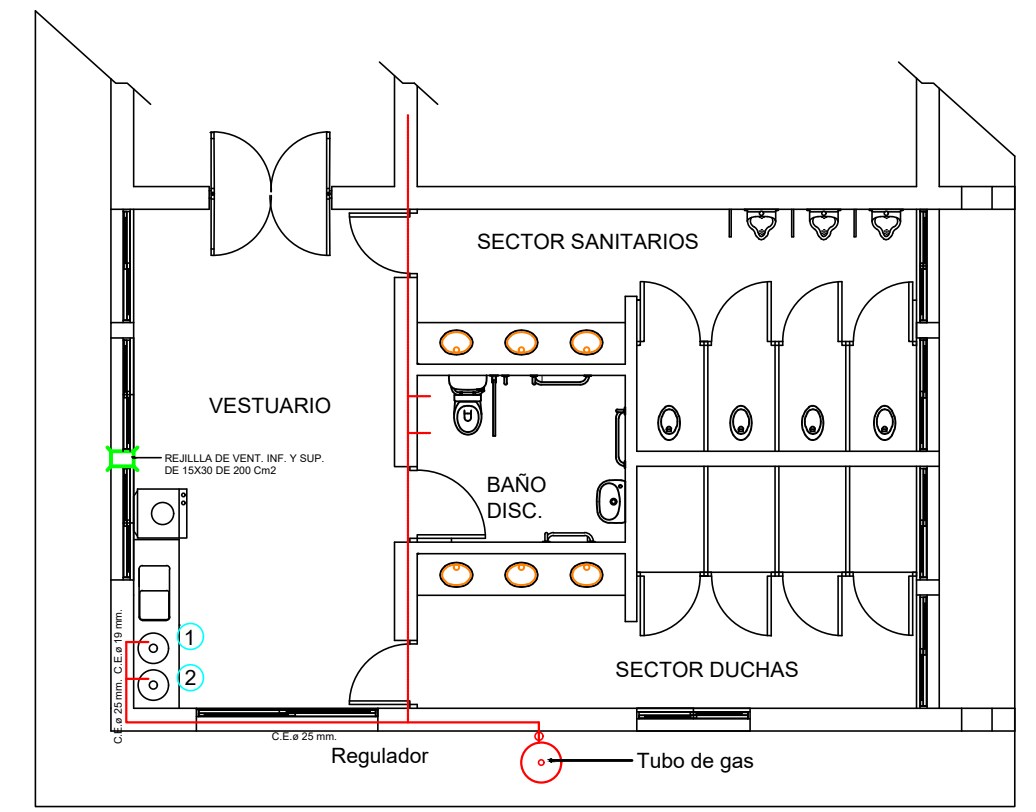 SECTOR SANITARIOS
VESTUARIO
REJILLLA DE VENT. INF. Y SUP.
DE 15X30 DE 200 Cm2
BAÑO
DISC.
C.E.ø 19 mm.
1
2
C.E.ø 25 mm.
SECTOR DUCHAS
C.E.ø 25 mm.
Regulador
Tubo de gas